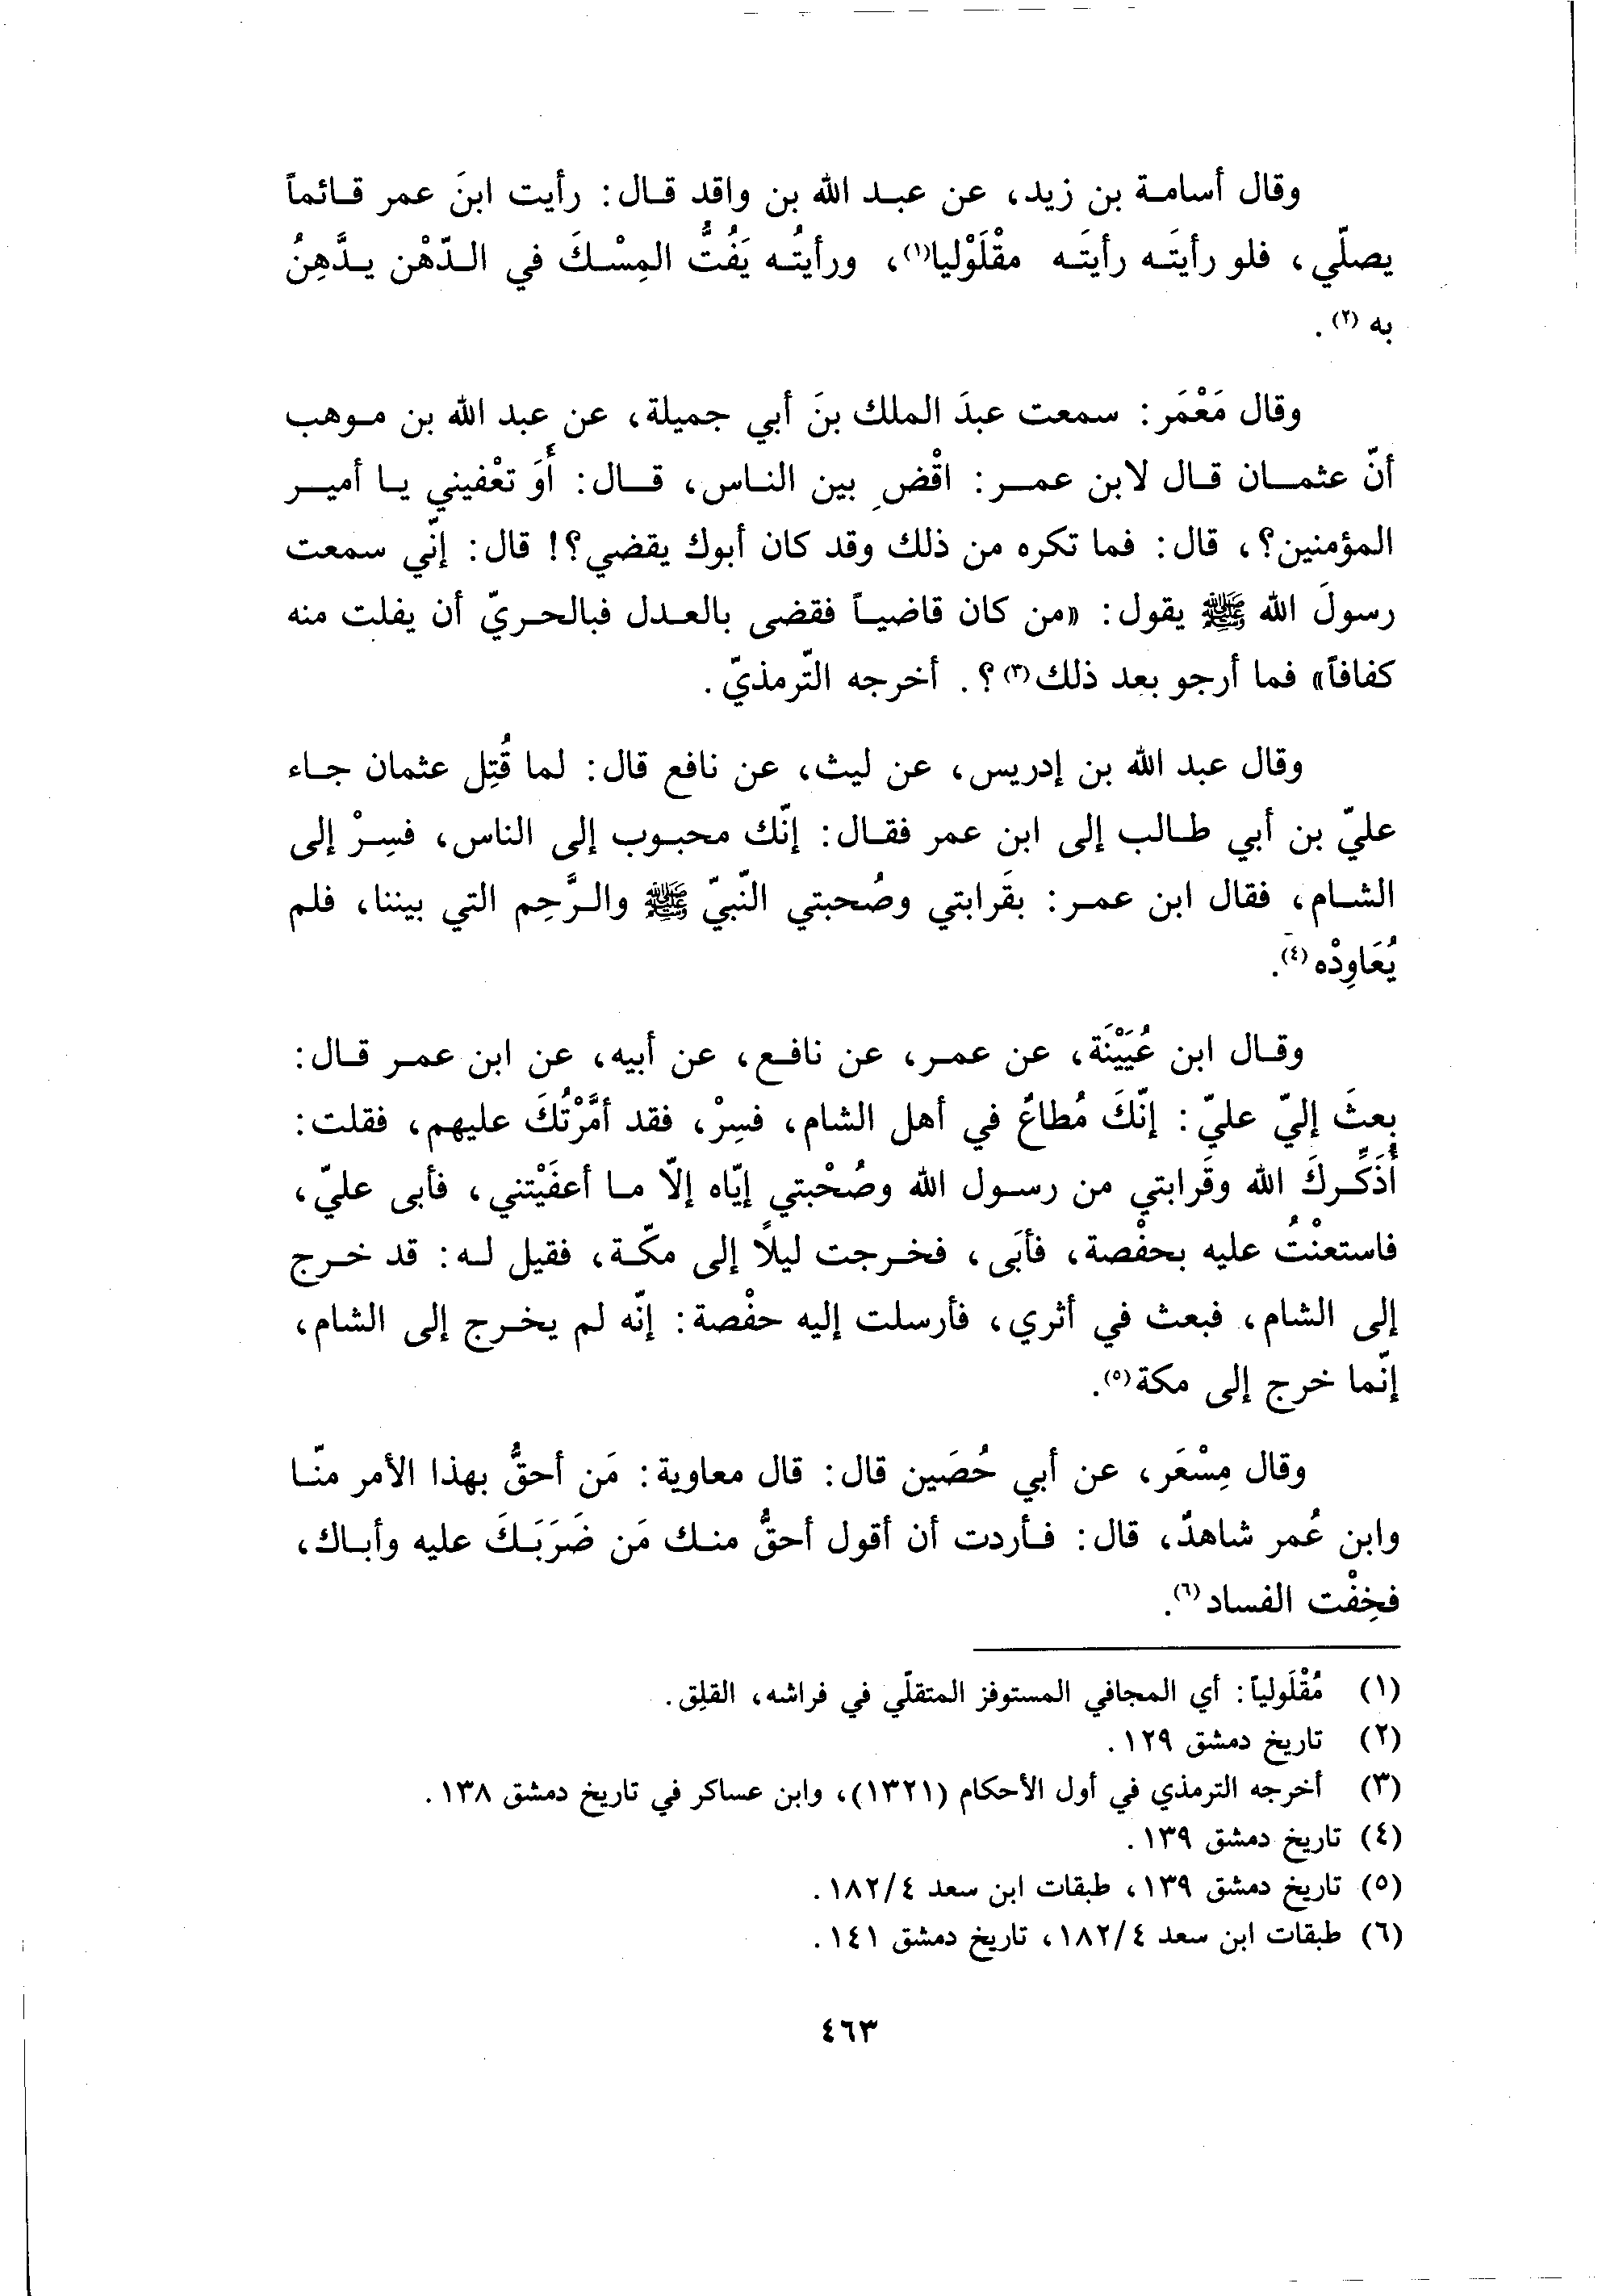 وقال أسامة بن زيد، عن عبد الله بن واقد قال: رأيت ابنَ عمر قائماً
يصلّي، فلو رأيتَه رأيتَه مقْلَوْليا(١)، ورأيتُه يَفُتُّ المِسْكَ في الدّهْن يدَّهِنُ
به (٢).
وقال مَعْمَر: سمعت عبدَ الملك بنَ أبي جميلة، عن عبد الله بن موهب
أنّ عثمان قال لابن عمر: اقْضِ بين الناس، قال: أَوَ تعْفيني يا أمير
المؤمنين؟، قال: فما تكره من ذلك وقد كان أبوك يقضي؟! قال: إنّي سمعت
رسولَ الله ﷺ يقول: «من كان قاضياً فقضى بالعدل فبالحريّ أن يفلت منه
كفافاً» فما أرجو بعد ذلك(٣)؟. أخرجه التّرمذيّ.
وقال عبد الله بن إدريس، عن ليث، عن نافع قال: لما قُتِل عثمان جاء
عليّ بن أبي طالب إلى ابن عمر فقال: إنّك محبوب إلى الناس، فسِرْ إلى
الشام، فقال ابن عمر: بقَرابتي وصُحبتي النّبيّ ﷺ والرَّحِم التي بيننا، فلم
يُعَاوِدْه(٤).
وقال ابن عُيَيْنَة، عن عمر، عن نافع، عن أبيه، عن ابن عمر قال:
بعثَ إليّ عليّ: إنّكَ مُطاعٌ في أهل الشام، فسِرْ، فقد أمَّرْتُكَ عليهم، فقلت:
أُذَكِّركَ الله وقَرابتي من رسول الله وصُحْبتي إيّاه إلّا ما أعفَيْتني، فأبى عليّ،
فاستعنْتُ عليه بحفْصة، فأبَى، فخرجت ليلًا إلى مكّة، فقيل له: قد خرج
إلى الشام، فبعث في أثري، فأرسلت إليه حفْصة: إنّه لم يخرج إلى الشام،
إنّما خرج إلى مكة(٥).
وقال مِسْعَر، عن أبي حُصَين قال: قال معاوية: مَن أحقُّ بهذا الأمر منّا
وابن عُمر شاهدٌ، قال: فأردت أن أقول أحقُّ منك مَن ضَرَبَكَ عليه وأباك،
فخِفْت الفساد(٦).
(١) مُقْلَولياً: أي المجافي المستوفز المتقلّي في فراشه، القلِق.
(٢) تاريخ دمشق ١٢٩.
(٣) أخرجه الترمذي في أول الأحكام (١٣٢١)، وابن عساكر في تاريخ دمشق ١٣٨.
(٤) تاريخ دمشق ١٣٩.
(٥) تاريخ دمشق ١٣٩، طبقات ابن سعد ١٨٢/٤.
(٦) طبقات ابن سعد ١٨٢/٤، تاريخ دمشق ١٤١.
٤٦٣